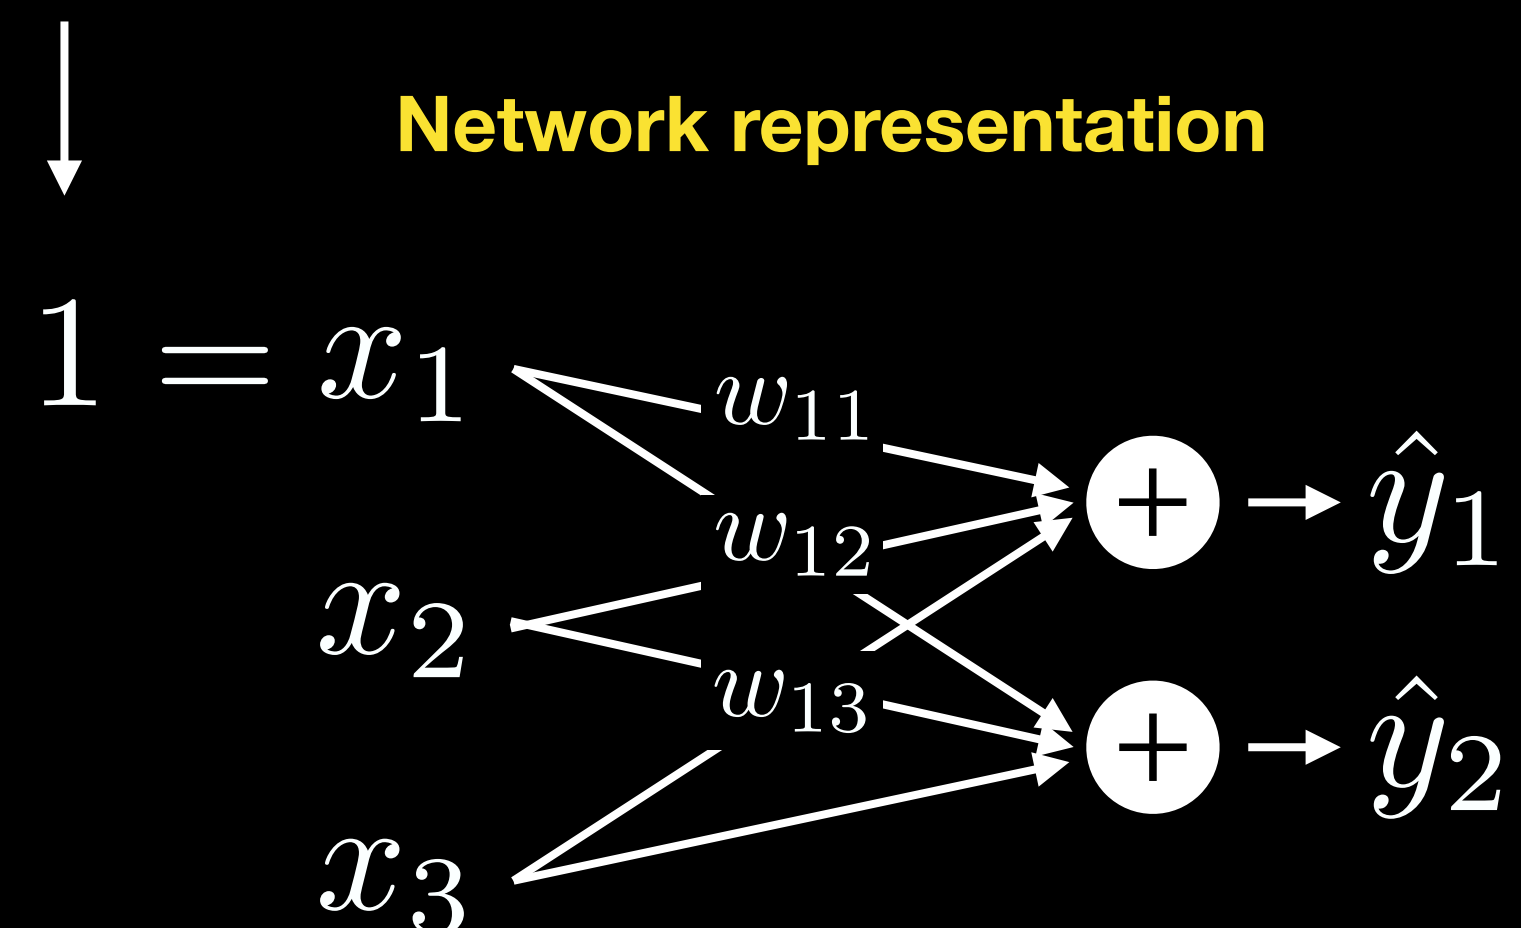 Network representation
1 = x₁
w₁₁
w₁₂
w₁₃
x₂
x₃
+ → ŷ₁
+ → ŷ₂